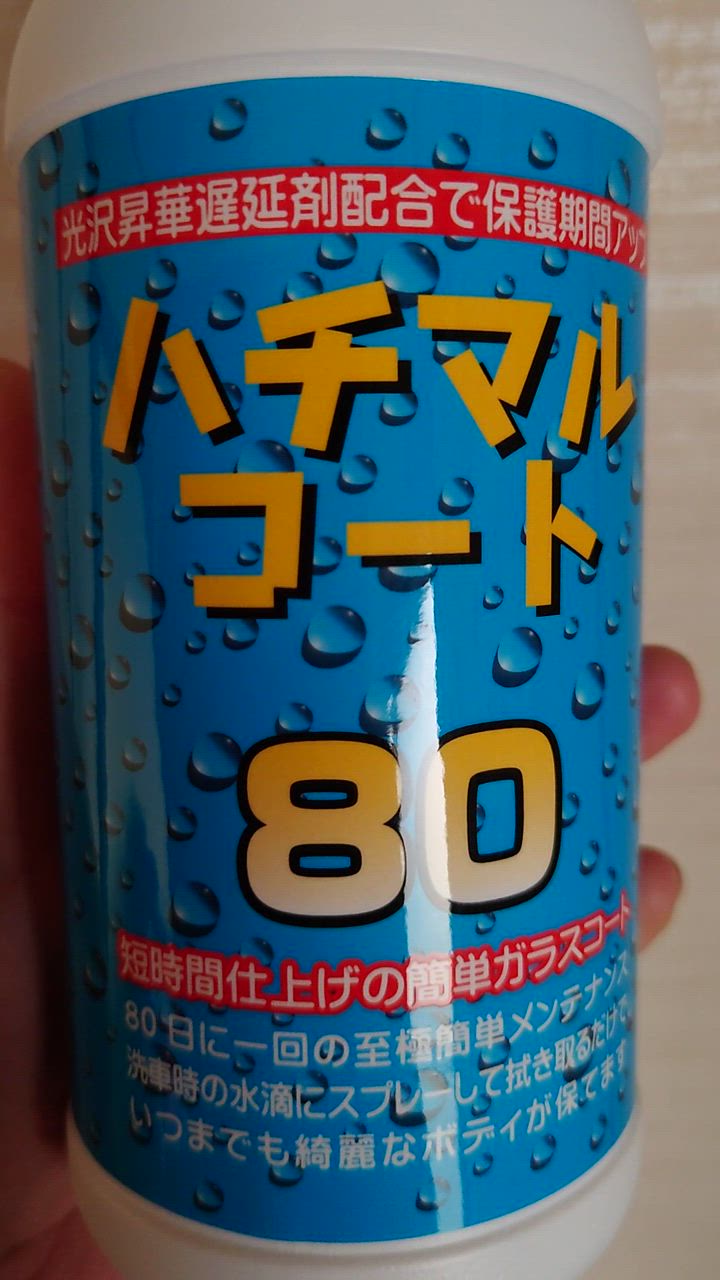 光沢昇華遅延剤配合で保護期間アップ
ハチマル
コート
80
短時間仕上げの簡単ガラスコート
80日に一回の至極簡単メンテナンス
洗車時の水滴にスプレーして拭き取るだけで、
いつまでも綺麗なボディが保てます